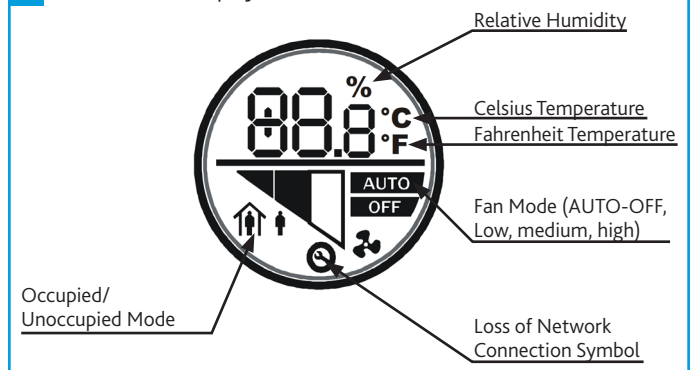 Relative Humidity
%
88.8
°C
°F
Celsius Temperature
Fahrenheit Temperature
AUTO
OFF
Fan Mode (AUTO-OFF,
Low, medium, high)
Occupied/
Unoccupied Mode
Loss of Network
Connection Symbol